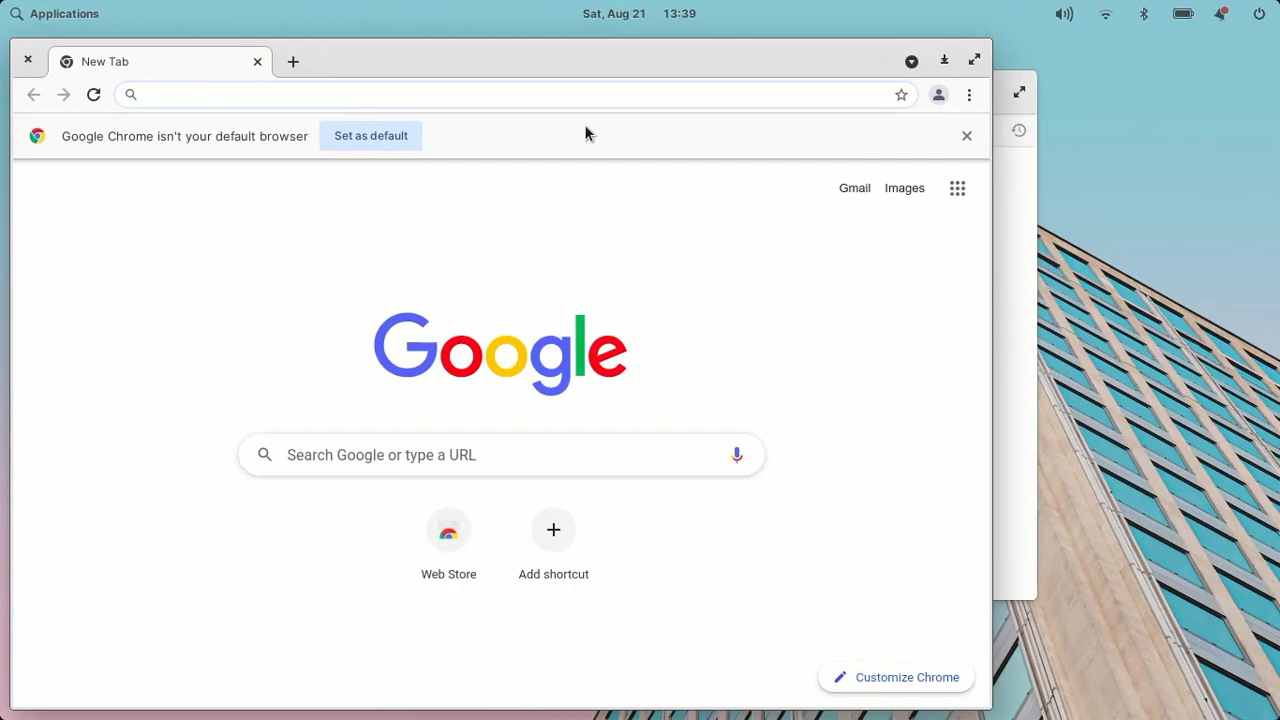 Applications
Sat, Aug 21 13:39
New Tab
Google Chrome isn't your default browser
Set as default
Gmail
Images
Google
Search Google or type a URL
Web Store
Add shortcut
Customize Chrome